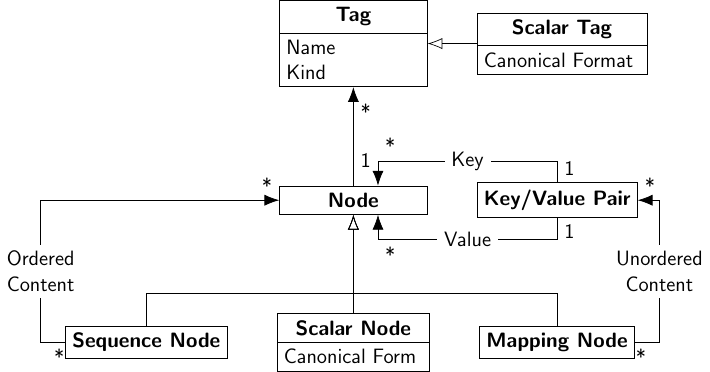 Tag
Name
Kind
Scalar Tag
Canonical Format
*
1
*
Key
1
*
Node
Key/Value Pair
*
*
Value
1
Ordered
Content
Unordered
Content
Sequence Node
*
Scalar Node
Canonical Form
Mapping Node
*